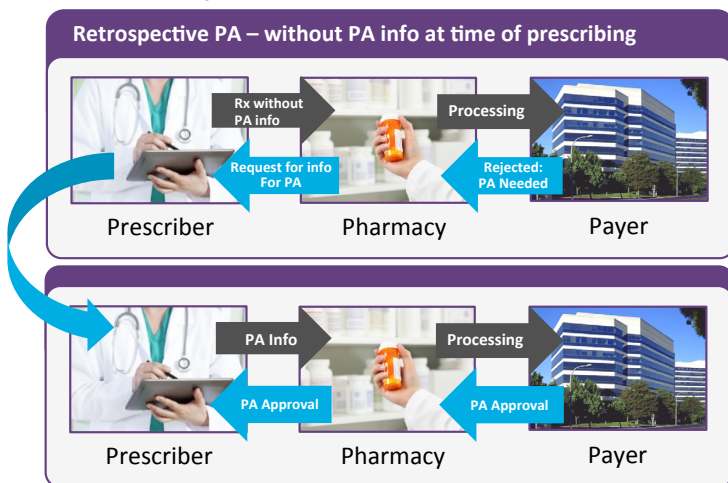 Retrospective PA – without PA info at time of prescribing
Rx without
PA info
Processing
Request for info
For PA
Rejected:
PA Needed
Prescriber
Pharmacy
Payer
PA Info
Processing
PA Approval
PA Approval
Prescriber
Pharmacy
Payer